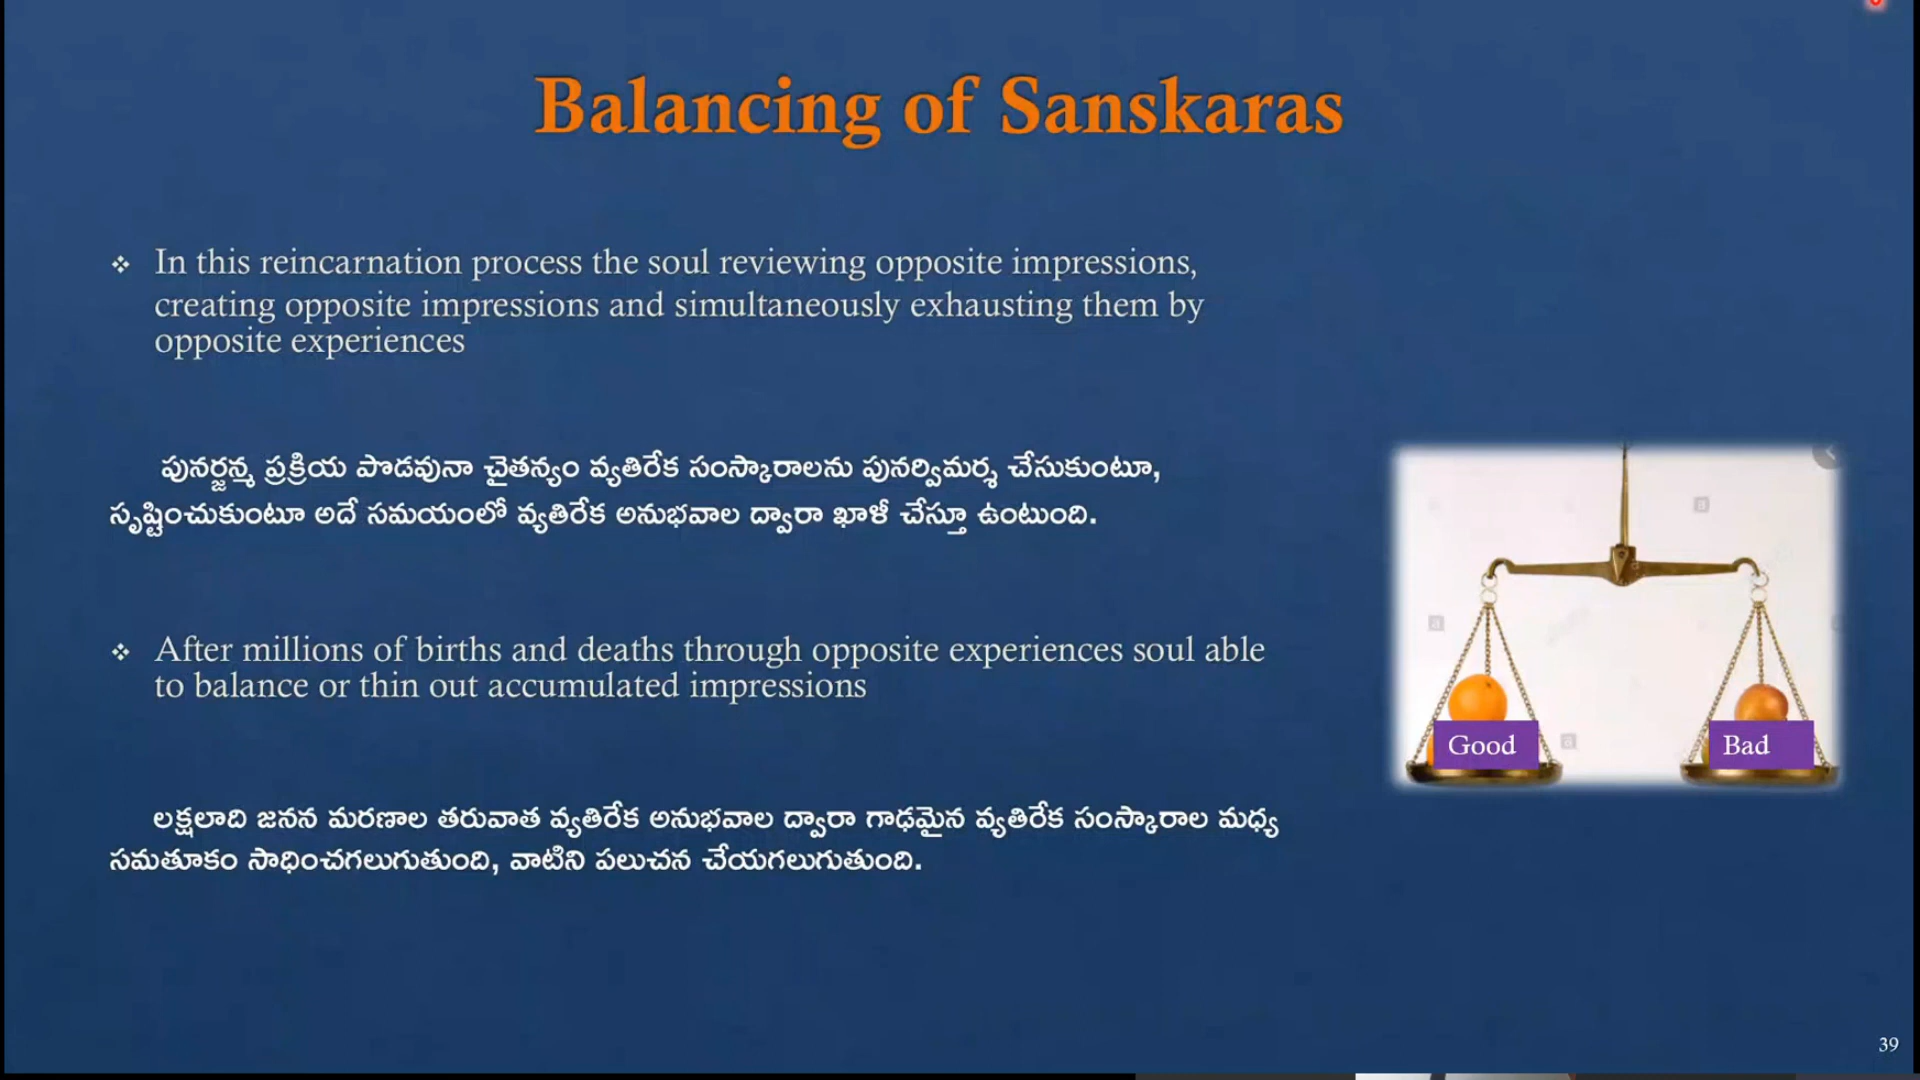 Balancing of Sanskaras
❖ In this reincarnation process the soul reviewing opposite impressions,
creating opposite impressions and simultaneously exhausting them by
opposite experiences
పునర్జన్మ ప్రక్రియ పొడవునా చైతన్యం వ్యతిరేక సంస్కారాలను పునర్విమర్శ చేసుకుంటూ,
సృష్టించుకుంటూ అదే సమయంలో వ్యతిరేక అనుభవాల ద్వారా ఖాళీ చేస్తూ ఉంటుంది.
❖ After millions of births and deaths through opposite experiences soul able
to balance or thin out accumulated impressions
లక్షలాది జనన మరణాల తరువాత వ్యతిరేక అనుభవాల ద్వారా గాఢమైన వ్యతిరేక సంస్కారాల మధ్య
సమతూకం సాధించగలుగుతుంది, వాటిని పలుచన చేయగలుగుతుంది.
a
a
Good
a
Bad
39